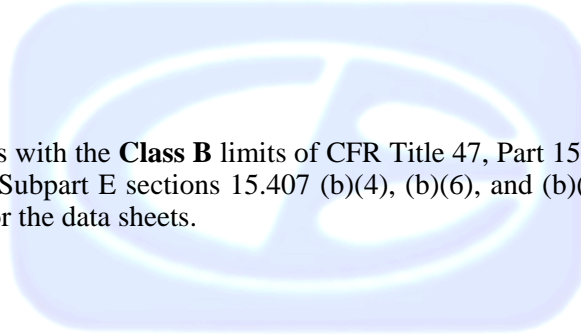 s with the Class B limits of CFR Title 47, Part 15
Subpart E sections 15.407 (b)(4), (b)(6), and (b)(
or the data sheets.